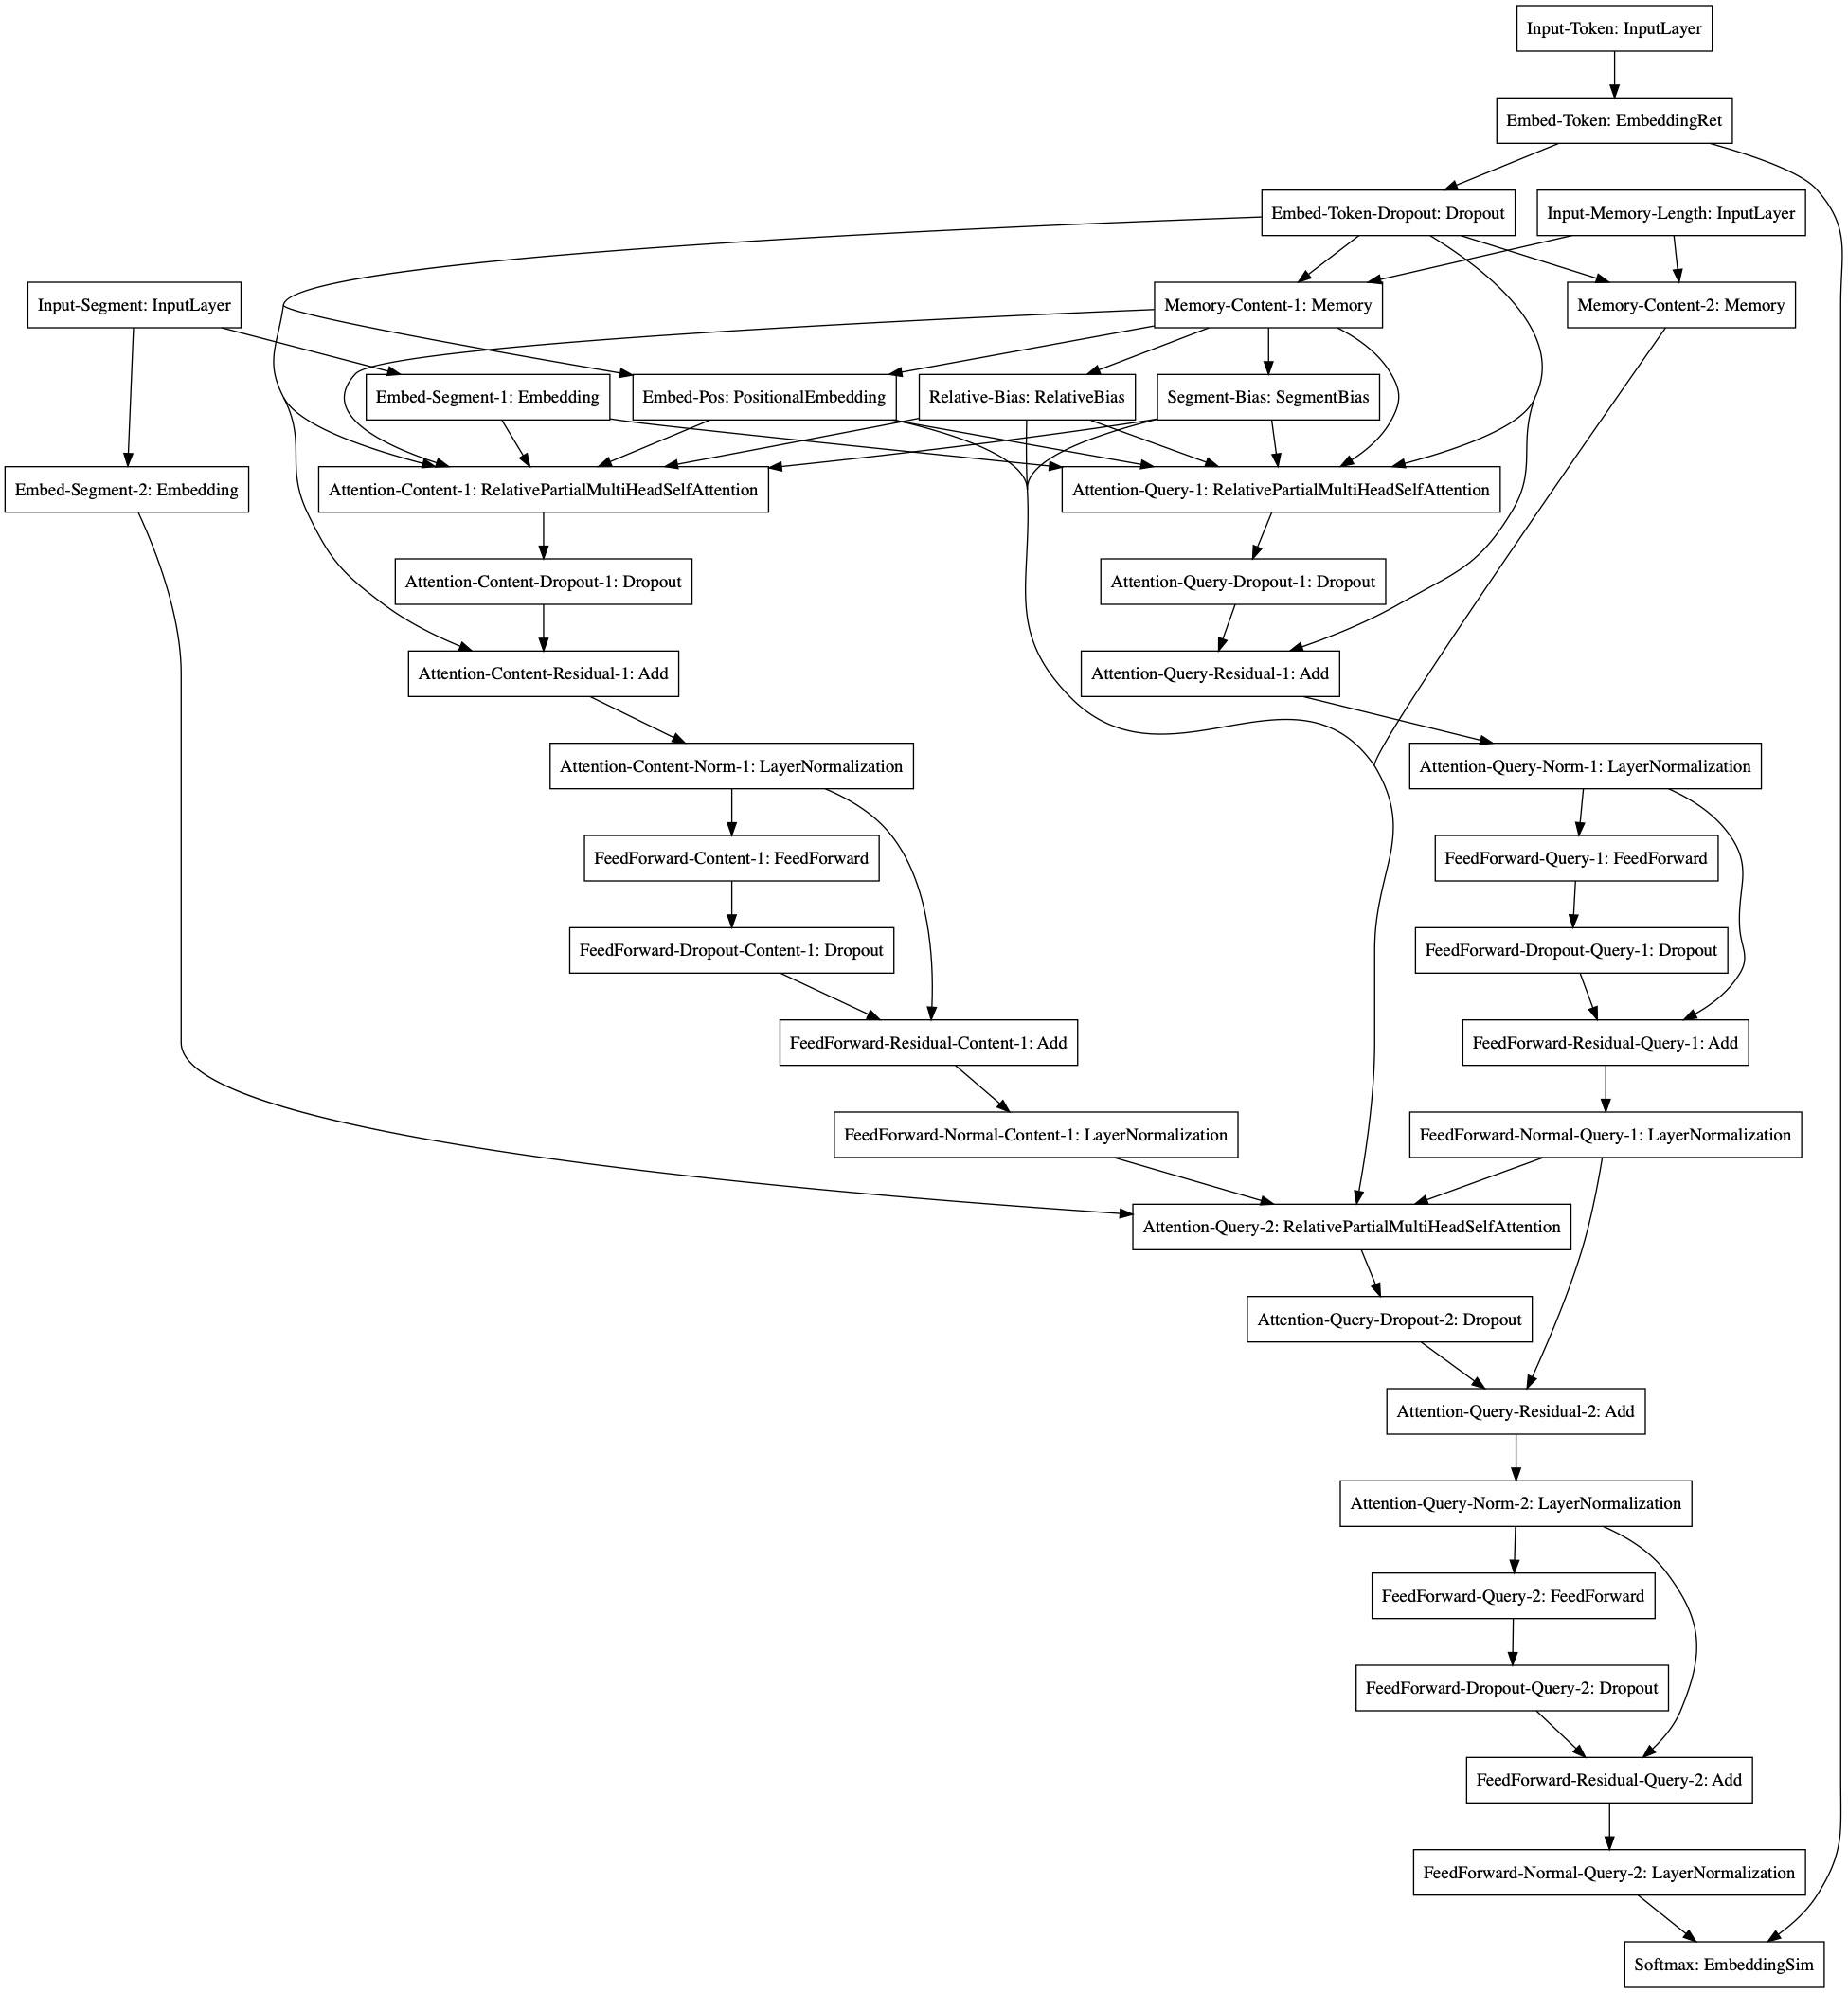 Input-Token: InputLayer
Embed-Token: EmbeddingRet
Embed-Token-Dropout: Dropout
Input-Memory-Length: InputLayer
Input-Segment: InputLayer
Memory-Content-1: Memory
Memory-Content-2: Memory
Embed-Segment-1: Embedding
Embed-Pos: PositionalEmbedding
Relative-Bias: RelativeBias
Segment-Bias: SegmentBias
Embed-Segment-2: Embedding
Attention-Content-1: RelativePartialMultiHeadSelfAttention
Attention-Query-1: RelativePartialMultiHeadSelfAttention
Attention-Content-Dropout-1: Dropout
Attention-Query-Dropout-1: Dropout
Attention-Content-Residual-1: Add
Attention-Query-Residual-1: Add
Attention-Content-Norm-1: LayerNormalization
Attention-Query-Norm-1: LayerNormalization
FeedForward-Content-1: FeedForward
FeedForward-Query-1: FeedForward
FeedForward-Dropout-Content-1: Dropout
FeedForward-Dropout-Query-1: Dropout
FeedForward-Residual-Content-1: Add
FeedForward-Residual-Query-1: Add
FeedForward-Normal-Content-1: LayerNormalization
FeedForward-Normal-Query-1: LayerNormalization
Attention-Query-2: RelativePartialMultiHeadSelfAttention
Attention-Query-Dropout-2: Dropout
Attention-Query-Residual-2: Add
Attention-Query-Norm-2: LayerNormalization
FeedForward-Query-2: FeedForward
FeedForward-Dropout-Query-2: Dropout
FeedForward-Residual-Query-2: Add
FeedForward-Normal-Query-2: LayerNormalization
Softmax: EmbeddingSim